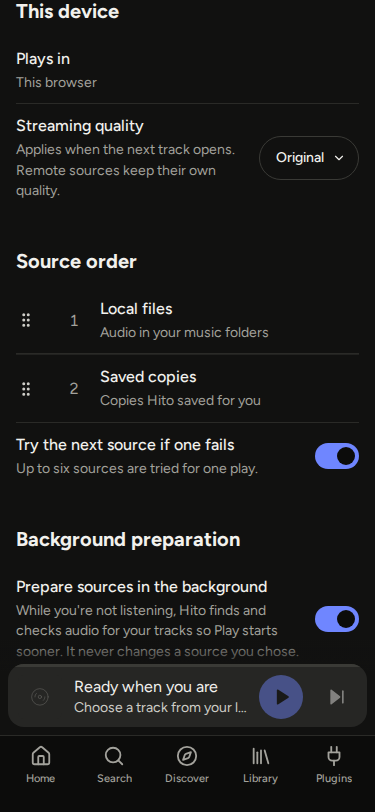 This device
Plays in
This browser
Streaming quality
Applies when the next track opens.
Remote sources keep their own
quality.
Original
Source order
1
Local files
Audio in your music folders
2
Saved copies
Copies Hito saved for you
Try the next source if one fails
Up to six sources are tried for one play.
Background preparation
Prepare sources in the background
While you're not listening, Hito finds and
checks audio for your tracks so Play starts
sooner. It never changes a source you chose.
Ready when you are
Choose a track from your l...
Home
Search
Discover
Library
Plugins